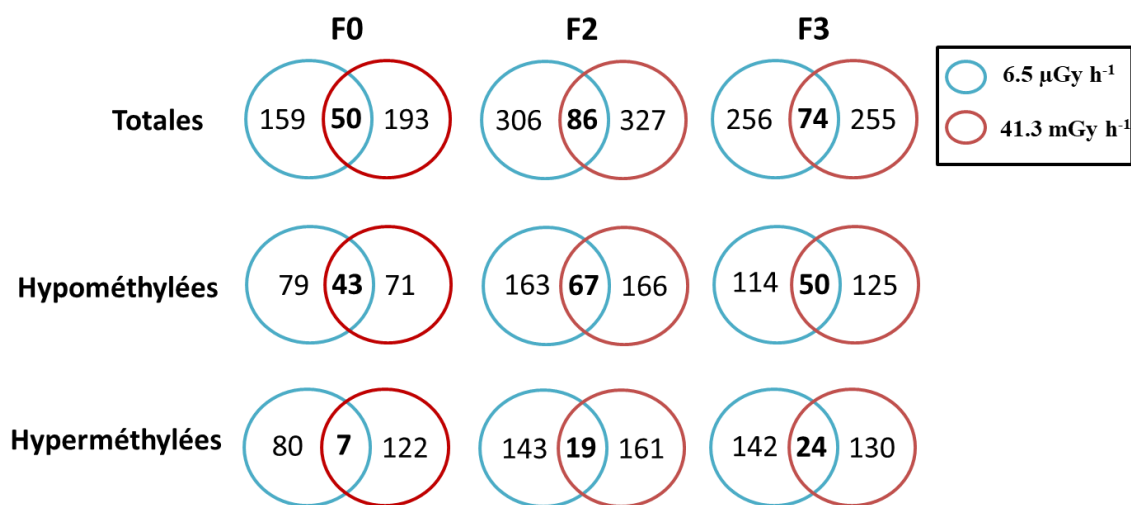 F0 F2 F3
6.5 µGy h⁻¹
41.3 mGy h⁻¹
Totales 159 50 193 306 86 327 256 74 255
Hypométhylées 79 43 71 163 67 166 114 50 125
Hyperméthylées 80 7 122 143 19 161 142 24 130